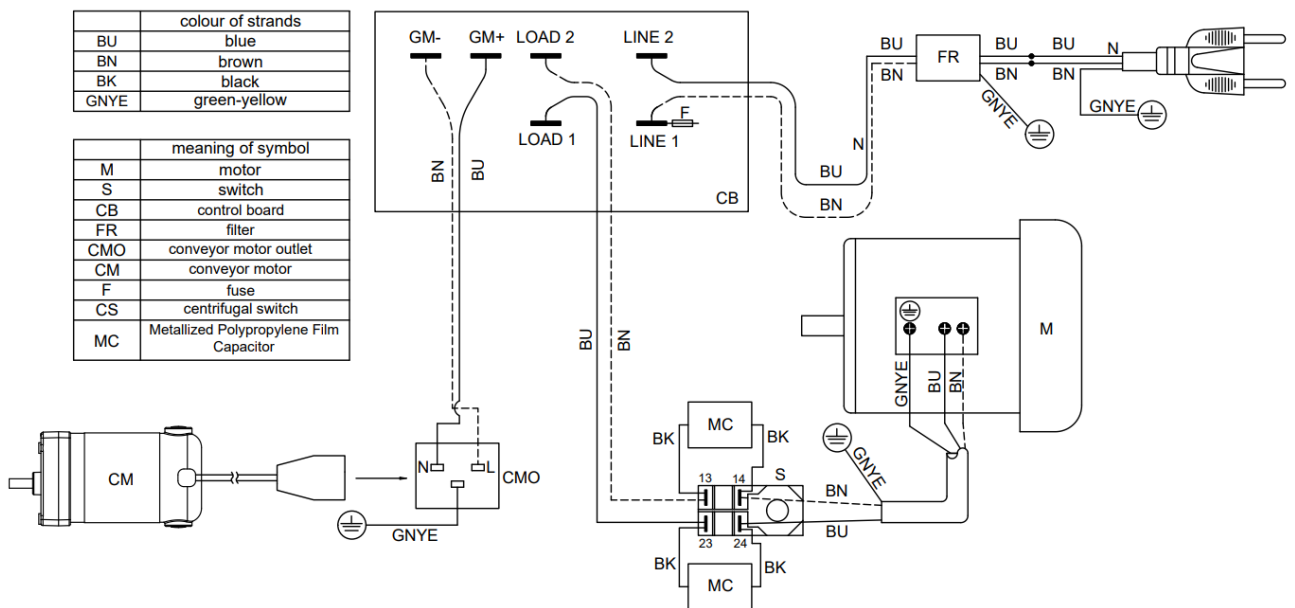 colour of strands
BU blue
BN brown
BK black
GNYE green-yellow
meaning of symbol
M motor
S switch
CB control board
FR filter
CMO conveyor motor outlet
CM conveyor motor
F fuse
CS centrifugal switch
MC Metallized Polypropylene Film
Capacitor
GM- GM+ LOAD 2 LINE 2
LOAD 1 LINE 1 F
CB
BN BU
BU BN
N
BU
BN
BU
BN
FR
BU BU N
BN BN
GNYE
GNYE
M
GNYE BU BN
CM
N L
CMO
GNYE
MC
BK BK
13 14 S
23 24
BK BK
MC
BN
BU
GNYE